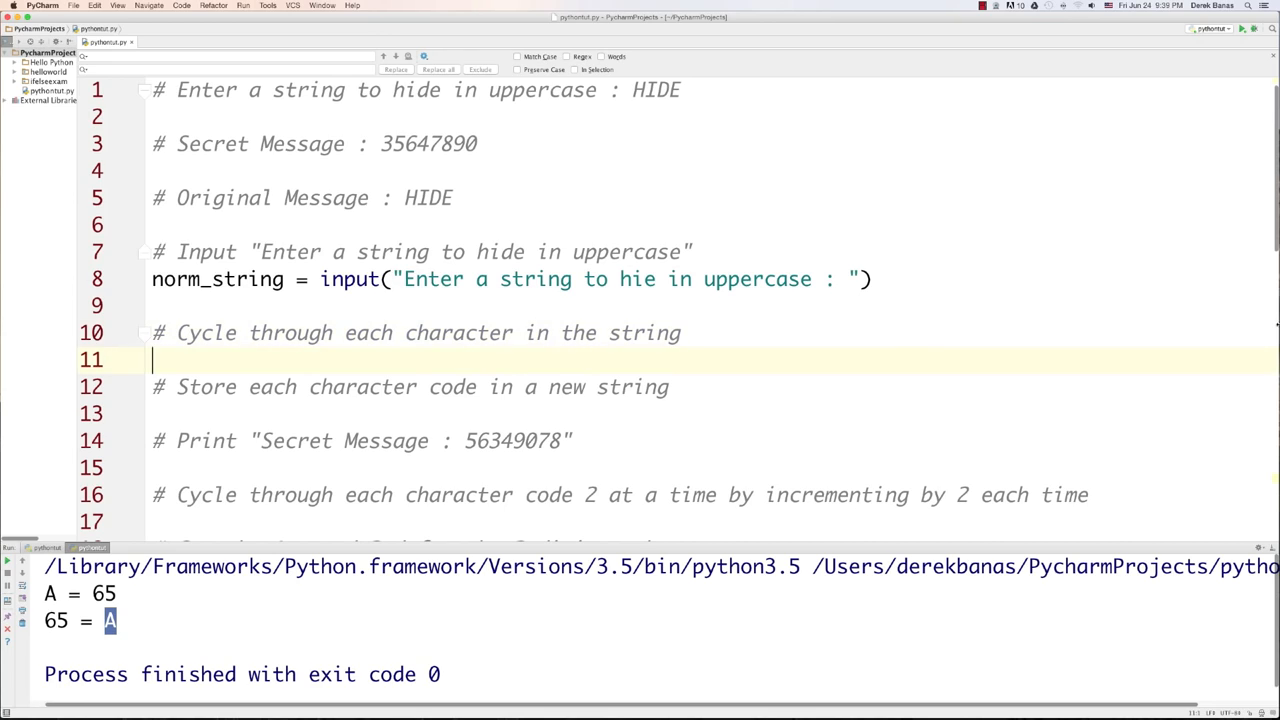 PyCharm File Edit View Navigate Code Refactor Run Tools VCS Window Help Fri Jun 24 9:39 PM Derek Banas
pythontut.py - PycharmProjects - [~/PycharmProjects]
PycharmProjects pythontut.py pythontut
pythontut.py
PycharmProject
Hello Python
helloworld
ifelseexam
pythontut.py
External Librarie
Match Case Regex Words
Replace Replace all Exclude Preserve Case In Selection
1 # Enter a string to hide in uppercase : HIDE
2
3 # Secret Message : 35647890
4
5 # Original Message : HIDE
6
7 # Input "Enter a string to hide in uppercase"
8 norm_string = input("Enter a string to hie in uppercase : ")
9
10 # Cycle through each character in the string
11
12 # Store each character code in a new string
13
14 # Print "Secret Message : 56349078"
15
16 # Cycle through each character code 2 at a time by incrementing by 2 each time
17
Run: pythontut pythontut
/Library/Frameworks/Python.framework/Versions/3.5/bin/python3.5 /Users/derekbanas/PycharmProjects/pytho
A = 65
65 = A
Process finished with exit code 0
11:1 LF UTF-8